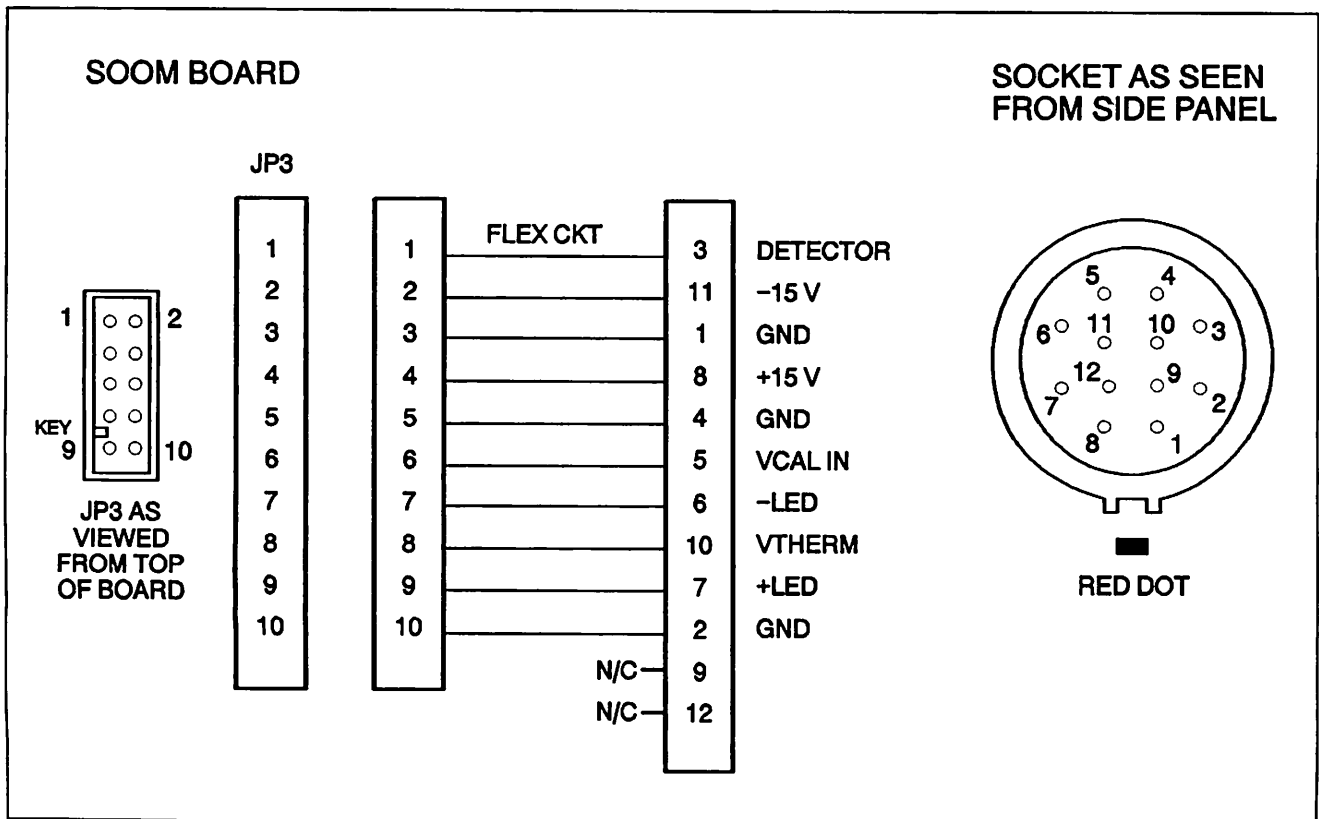 SOOM BOARD
SOCKET AS SEEN
FROM SIDE PANEL
JP3
1 2
KEY
9 10
JP3 AS
VIEWED
FROM TOP
OF BOARD
1
2
3
4
5
6
7
8
9
10
FLEX CKT
1 3 DETECTOR
2 11 −15 V
3 1 GND
4 8 +15 V
5 4 GND
6 5 VCAL IN
7 6 −LED
8 10 VTHERM
9 7 +LED
10 2 GND
N/C 9
N/C 12
5 4
6 11 10 3
12 9
7 2
8 1
RED DOT